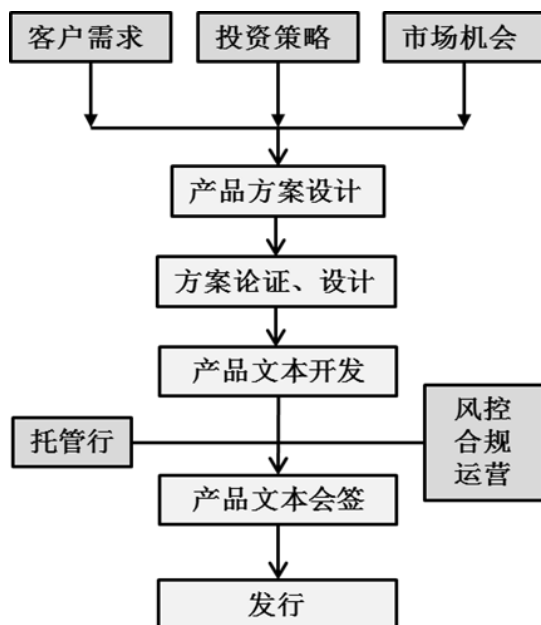 客户需求
投资策略
市场机会
产品方案设计
方案论证、设计
产品文本开发
托管行
风控
合规
运营
产品文本会签
发行